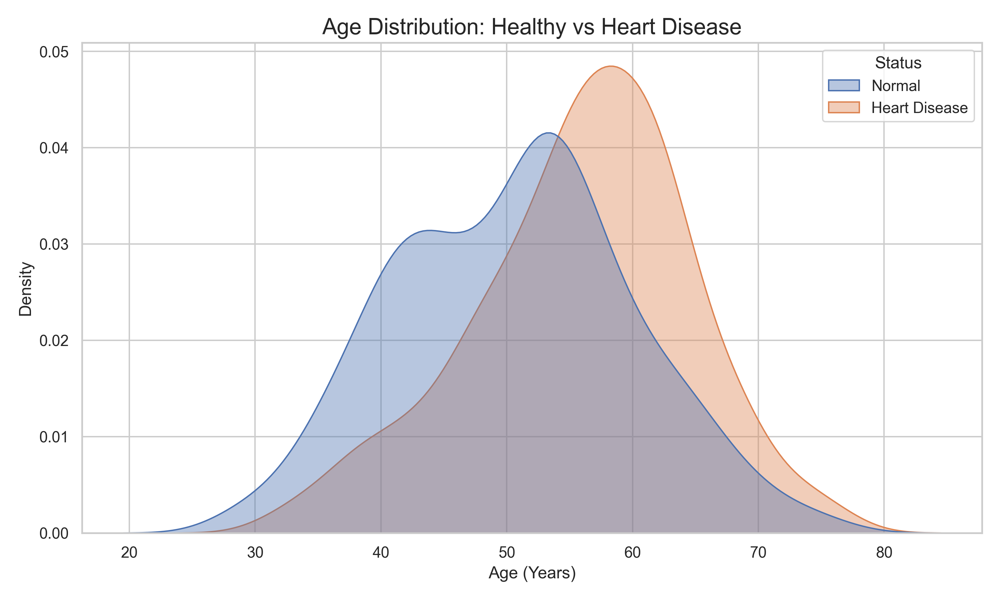 Age Distribution: Healthy vs Heart Disease
Status
Normal
Heart Disease
Density
0.05
0.04
0.03
0.02
0.01
0.00
20 30 40 50 60 70 80
Age (Years)